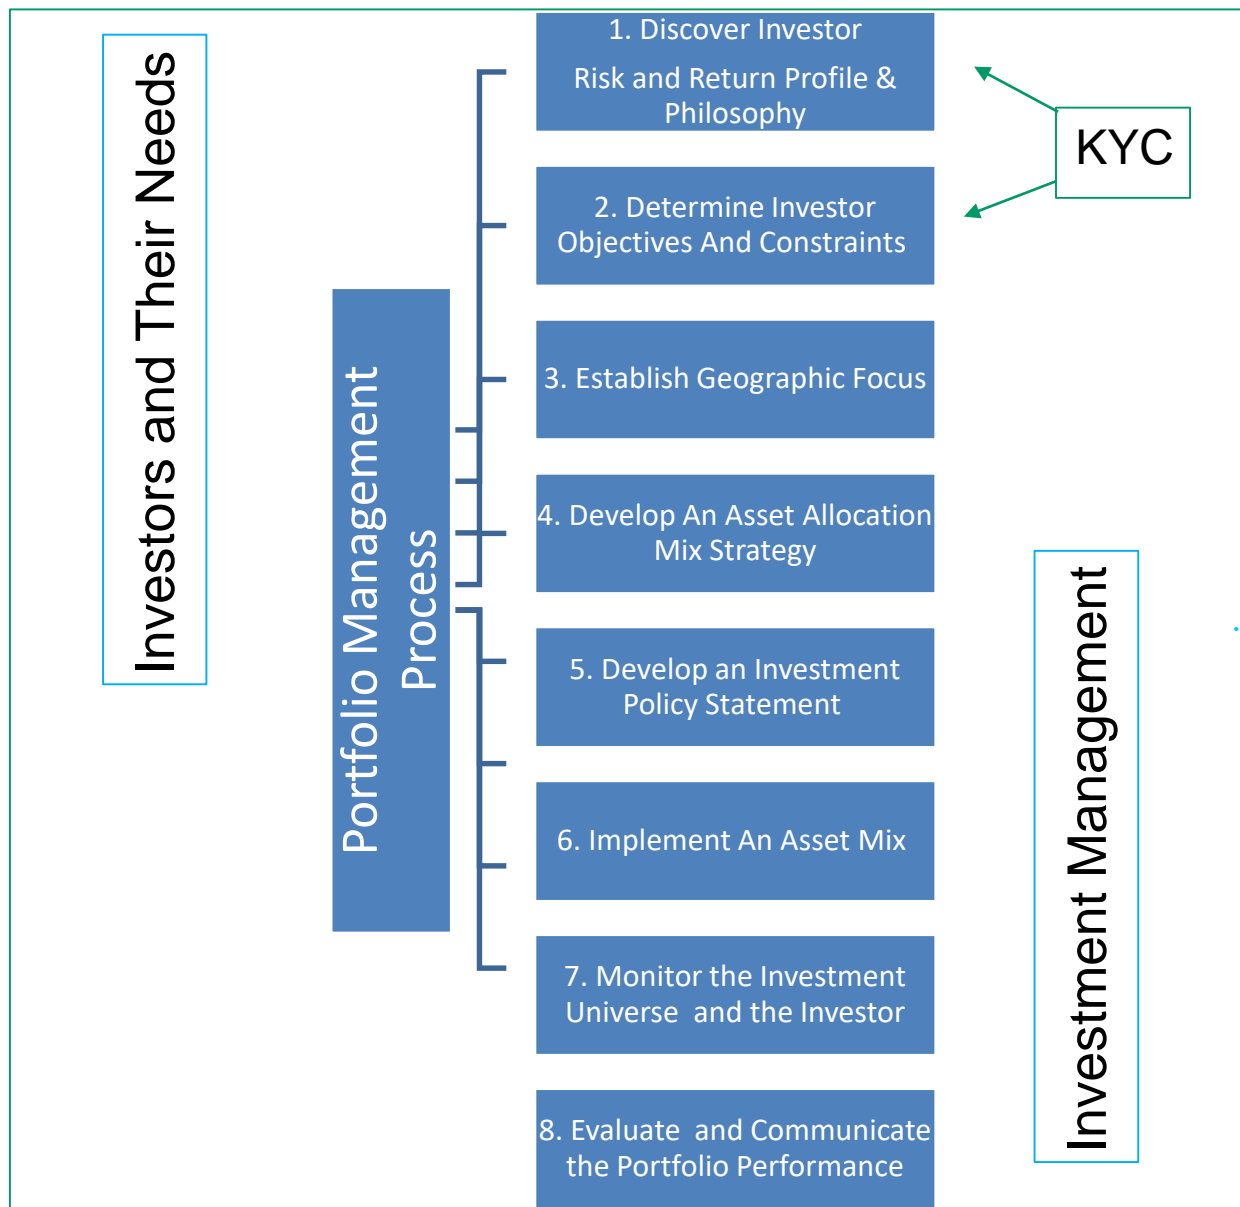 Investors and Their Needs
Portfolio Management
Process
1. Discover Investor
Risk and Return Profile &
Philosophy
2. Determine Investor
Objectives And Constraints
3. Establish Geographic Focus
4. Develop An Asset Allocation
Mix Strategy
5. Develop an Investment
Policy Statement
6. Implement An Asset Mix
7. Monitor the Investment
Universe  and the Investor
8. Evaluate  and Communicate
the Portfolio Performance
KYC
Investment Management